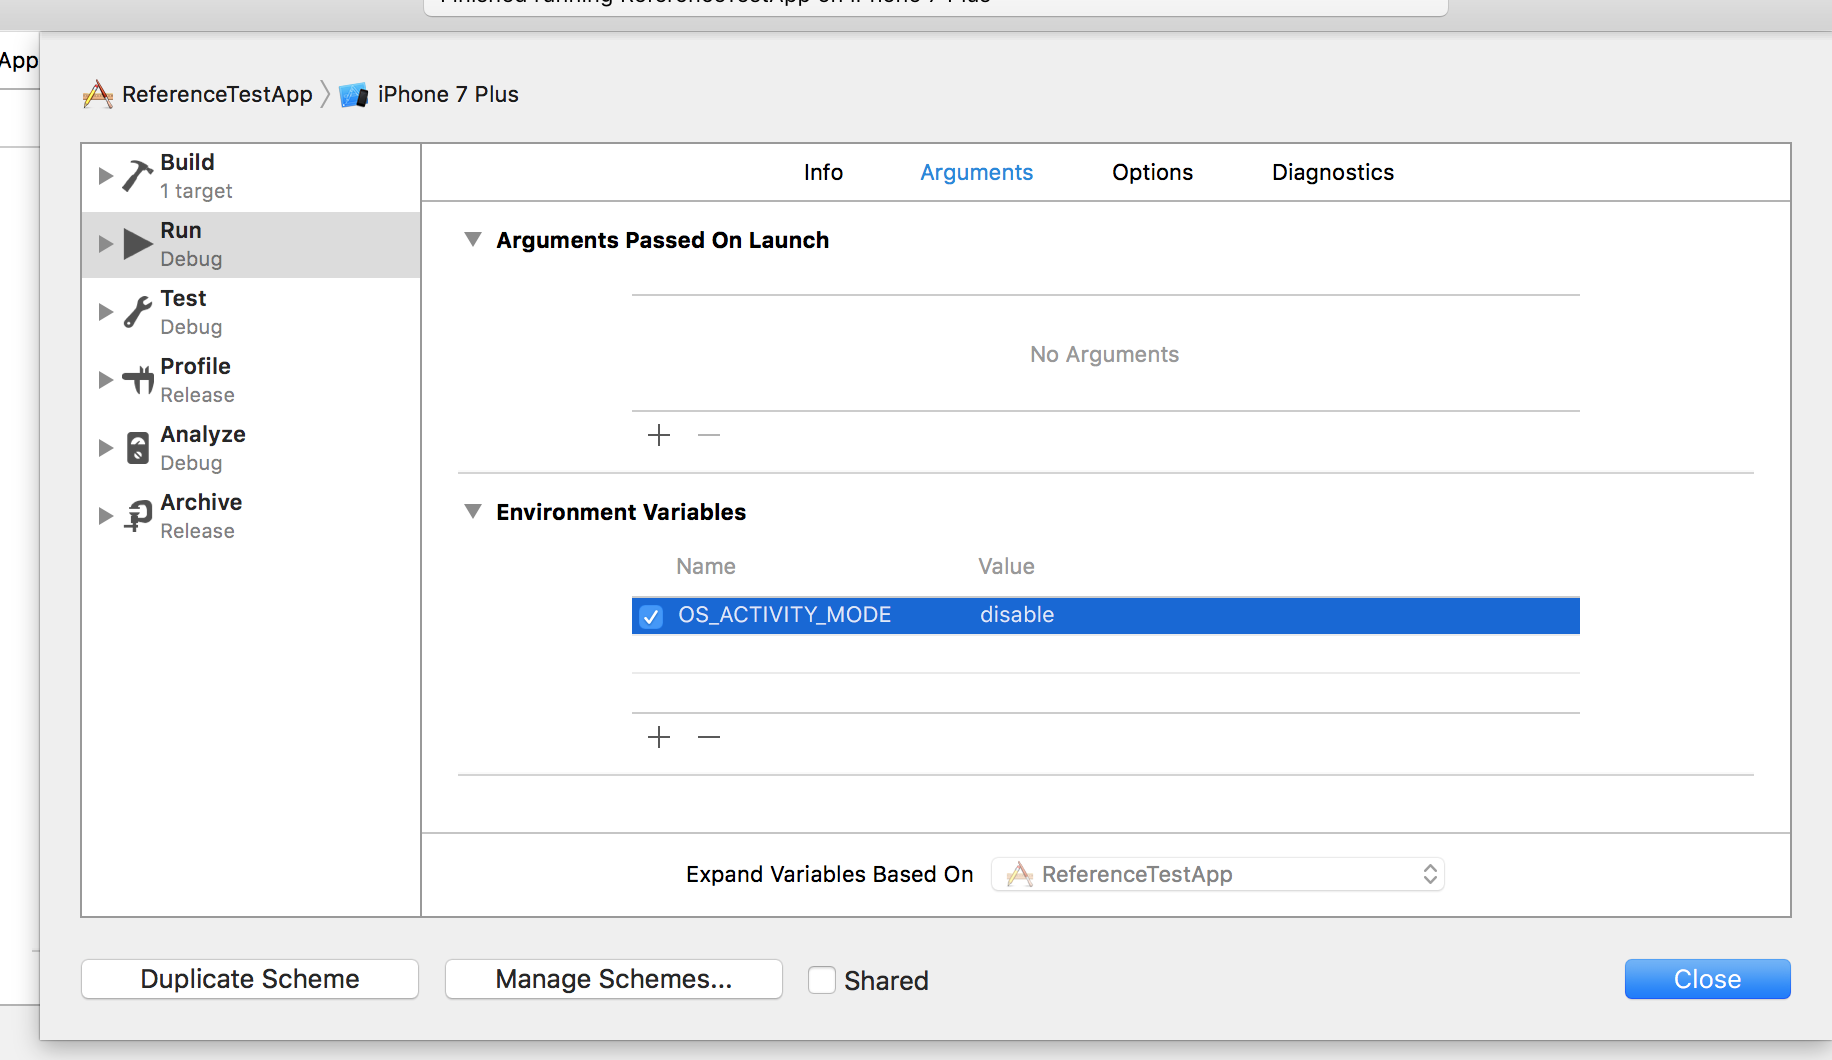 App
ReferenceTestApp
iPhone 7 Plus
Build
1 target
Run
Debug
Test
Debug
Profile
Release
Analyze
Debug
Archive
Release
Info Arguments Options Diagnostics
Arguments Passed On Launch
No Arguments
Environment Variables
Name Value
OS_ACTIVITY_MODE disable
Expand Variables Based On ReferenceTestApp
Duplicate Scheme Manage Schemes... Shared Close